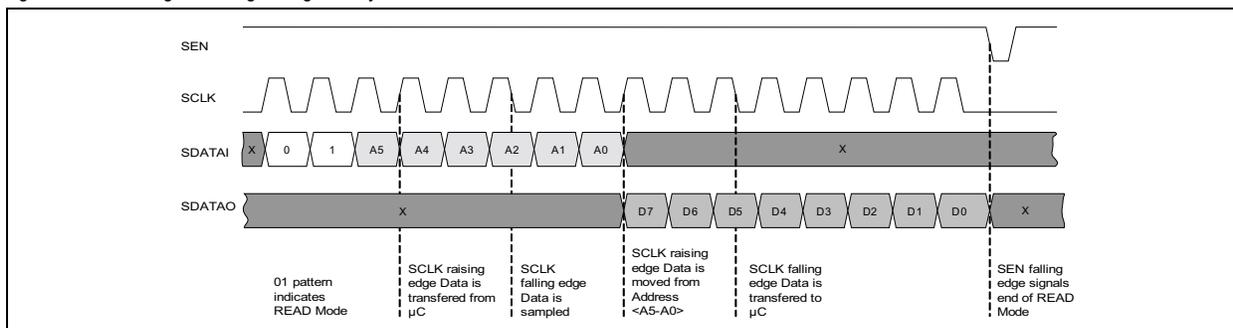 SEN
SCLK
SDATAI
X 0 1 A5 A4 A3 A2 A1 A0 X
SDATAO
X D7 D6 D5 D4 D3 D2 D1 D0 X
01 pattern
indicates
READ Mode
SCLK raising
edge Data is
transfered from
µC
SCLK
falling edge
Data is
sampled
SCLK raising
edge Data is
moved from
Address
<A5-A0>
SCLK falling
edge Data is
transfered to
µC
SEN falling
edge signals
end of READ
Mode